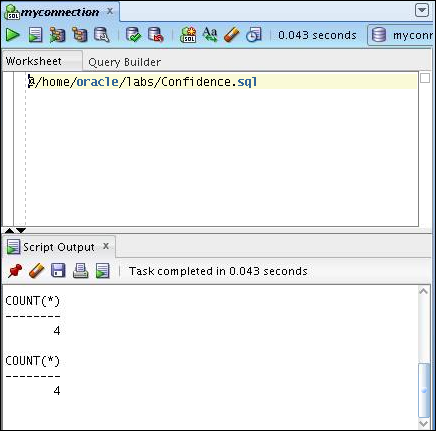 myconnection
0.043 seconds
myconn
Worksheet
Query Builder
@/home/oracle/labs/Confidence.sql
Script Output
Task completed in 0.043 seconds
COUNT(*)
--------
4
COUNT(*)
--------
4